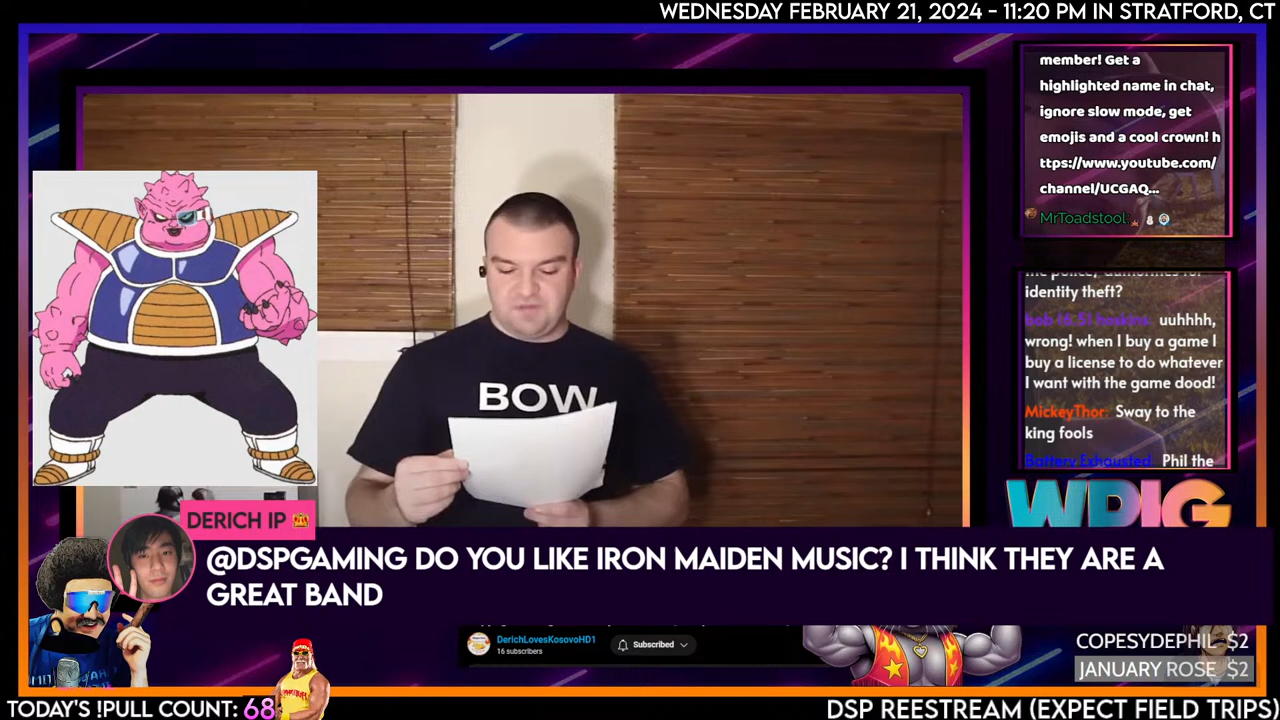 WEDNESDAY FEBRUARY 21, 2024 - 11:20 PM IN STRATFORD, CT
member! Get a
highlighted name in chat,
ignore slow mode, get
emojis and a cool crown! h
ttps://www.youtube.com/
channel/UCGAQ...
MrToadstool:
identity theft?
uuhhhh,
wrong! when I buy a game I
buy a license to do whatever
I want with the game dood!
MickeyThor: Sway to the
king fools
Battery Exhausted: Phil the
BOW
WPIG
DERICH IP
@DSPGAMING DO YOU LIKE IRON MAIDEN MUSIC? I THINK THEY ARE A
GREAT BAND
DerichLovesKosovoHD1
16 subscribers
Subscribed
COPESYDEPHIL $2
JANUARY ROSE $2
TODAY'S !PULL COUNT: 68
DSP REESTREAM (EXPECT FIELD TRIPS)